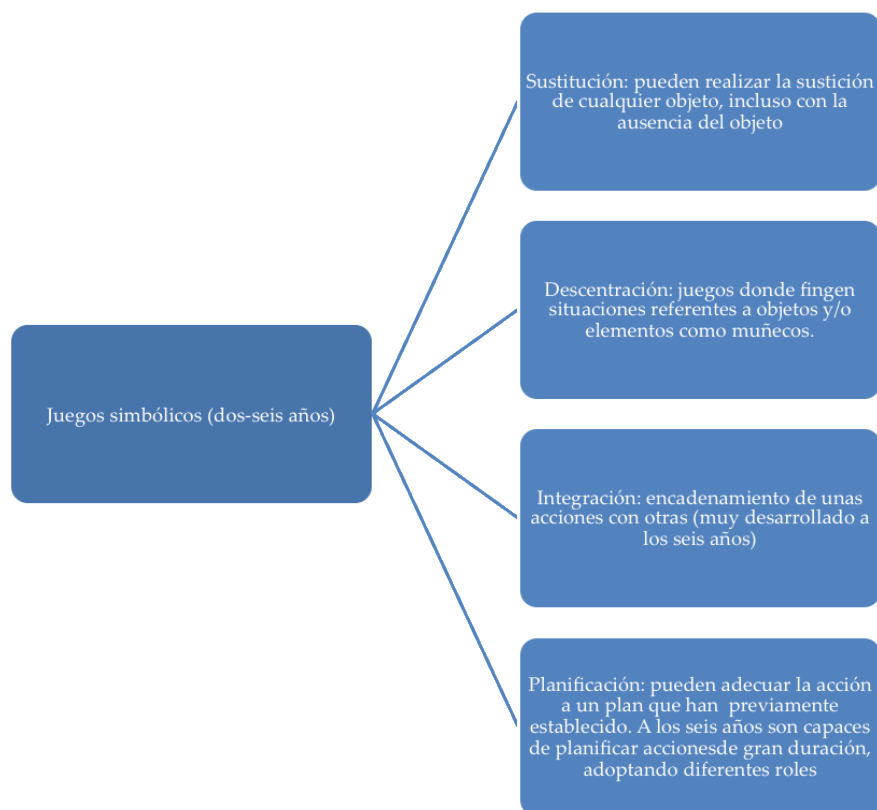 Sustitución: pueden realizar la sustición
de cualquier objeto, incluso con la
ausencia del objeto
Descentración: juegos donde fingen
situaciones referentes a objetos y/o
elementos como muñecos.
Juegos simbólicos (dos-seis años)
Integración: encadenamiento de unas
acciones con otras (muy desarrollado a
los seis años)
Planificación: pueden adecuar la acción
a un plan que han previamente
establecido. A los seis años son capaces
de planificar accionesde gran duración,
adoptando diferentes roles